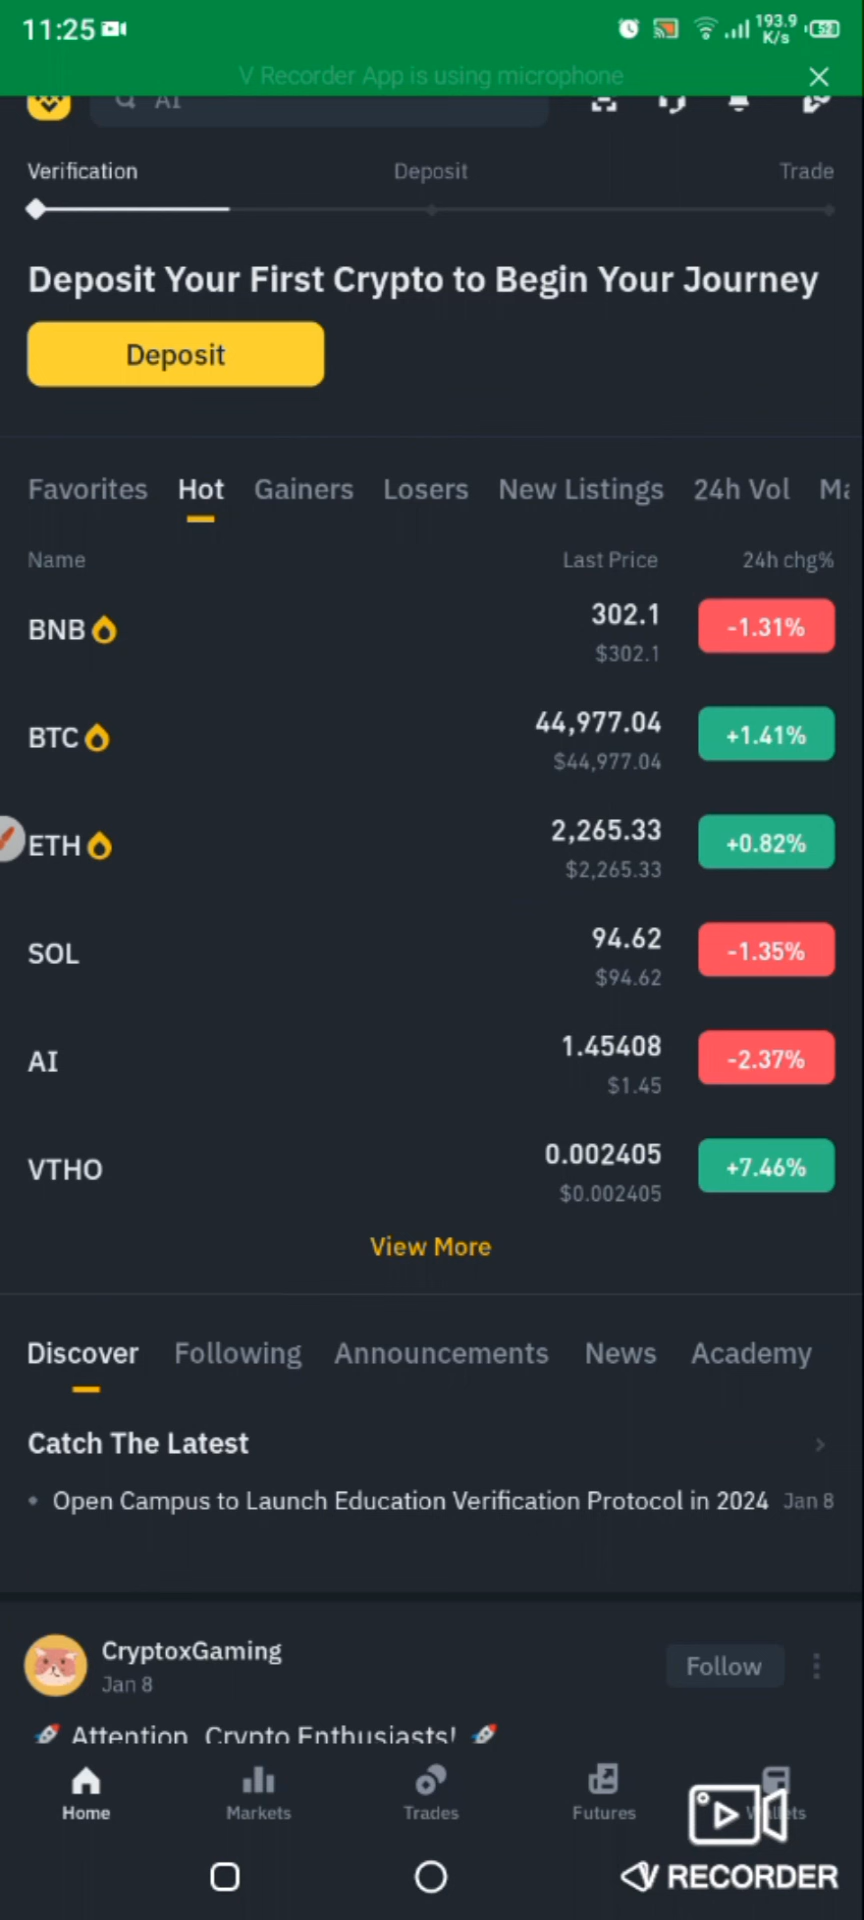 11:25
193.9
K/s
V Recorder App is using microphone
AI
Verification Deposit Trade
Deposit Your First Crypto to Begin Your Journey
Deposit
Favorites Hot Gainers Losers New Listings 24h Vol
Name Last Price 24h chg%
BNB 302.1 -1.31%
$302.1
BTC 44,977.04 +1.41%
$44,977.04
ETH 2,265.33 +0.82%
$2,265.33
SOL 94.62 -1.35%
$94.62
AI 1.45408 -2.37%
$1.45
VTHO 0.002405 +7.46%
$0.002405
View More
Discover Following Announcements News Academy
Catch The Latest
• Open Campus to Launch Education Verification Protocol in 2024 Jan 8
CryptoxGaming
Jan 8
Follow
🚀 Attention Crypto Enthusiasts! 🚀
Home Markets Trades Futures
V RECORDER